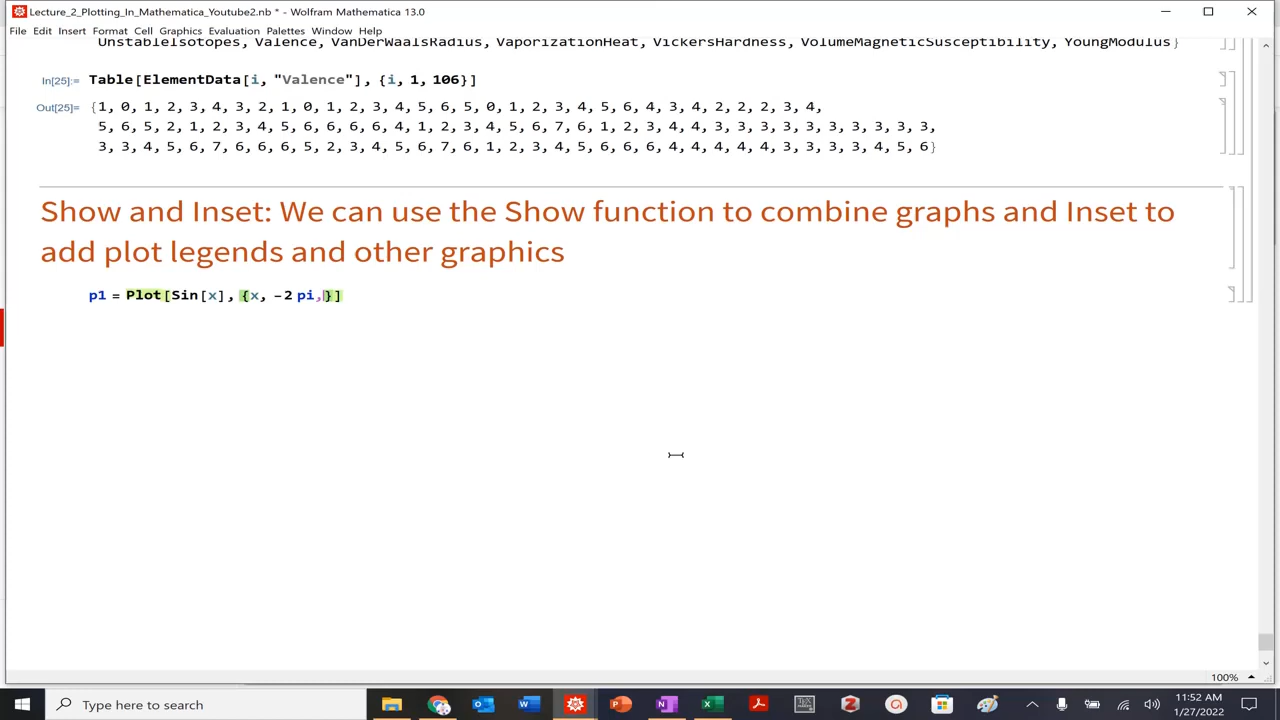 Lecture_2_Plotting_In_Mathematica_Youtube2.nb * - Wolfram Mathematica 13.0
File Edit Insert Format Cell Graphics Evaluation Palettes Window Help
UnstableIsotopes, Valence, VanDerWaalsRadius, VaporizationHeat, VickersHardness, VolumeMagneticSusceptibility, YoungModulus}
In[25]:= Table[ElementData[i, "Valence"], {i, 1, 106}]
Out[25]= {1, 0, 1, 2, 3, 4, 3, 2, 1, 0, 1, 2, 3, 4, 5, 6, 5, 0, 1, 2, 3, 4, 5, 6, 4, 3, 4, 2, 2, 2, 3, 4,
5, 6, 5, 2, 1, 2, 3, 4, 5, 6, 6, 6, 6, 4, 1, 2, 3, 4, 5, 6, 7, 6, 1, 2, 3, 4, 4, 3, 3, 3, 3, 3, 3, 3, 3, 3, 3,
3, 3, 4, 5, 6, 7, 6, 6, 6, 5, 2, 3, 4, 5, 6, 7, 6, 1, 2, 3, 4, 5, 6, 6, 6, 4, 4, 4, 4, 4, 3, 3, 3, 3, 4, 5, 6}
Show and Inset: We can use the Show function to combine graphs and Inset to
add plot legends and other graphics
p1 = Plot[Sin[x], {x, -2 pi,}]
100%
Type here to search
11:52 AM
1/27/2022